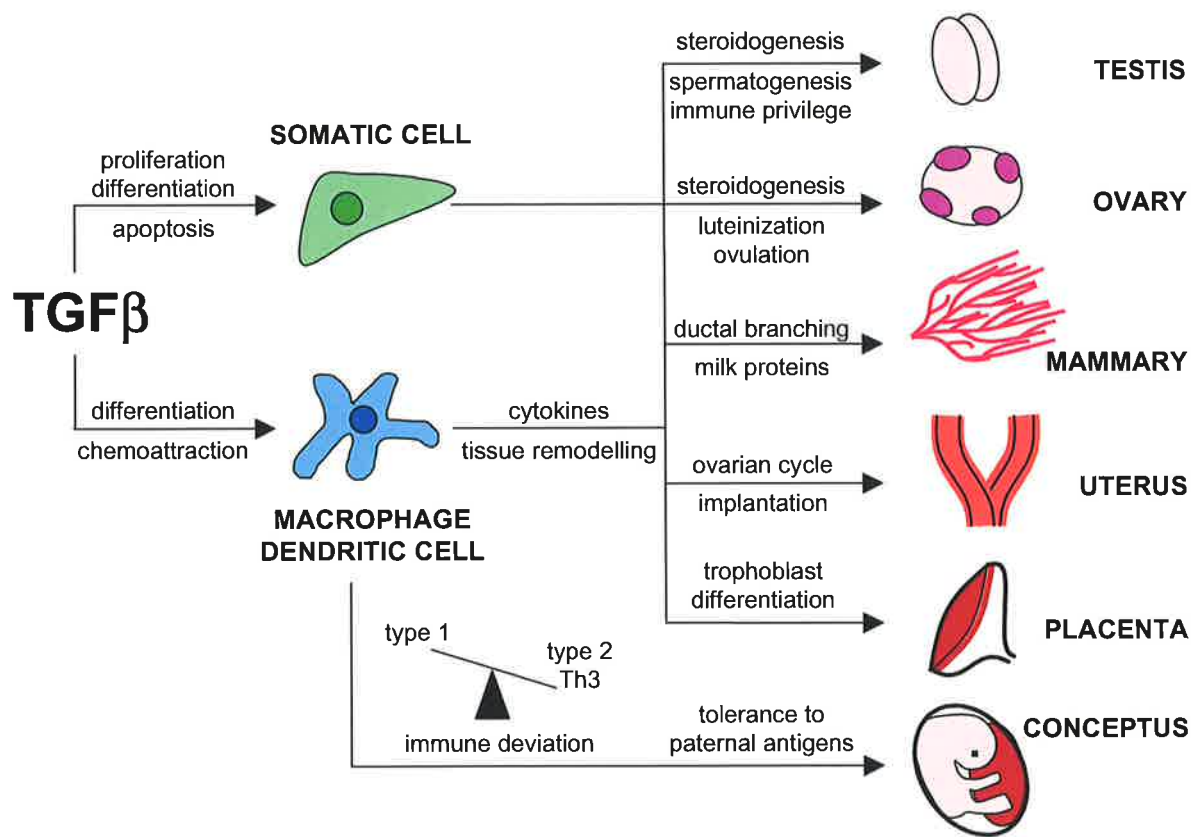 steroidogenesis
spermatogenesis
immune privilege
TESTIS
SOMATIC CELL
proliferation
differentiation
apoptosis
steroidogenesis
luteinization
ovulation
OVARY
TGFβ
ductal branching
milk proteins
MAMMARY
differentiation
chemoattraction
cytokines
tissue remodelling
ovarian cycle
implantation
UTERUS
MACROPHAGE
DENDRITIC CELL
trophoblast
differentiation
PLACENTA
type 1
type 2
Th3
immune deviation
tolerance to
paternal antigens
CONCEPTUS